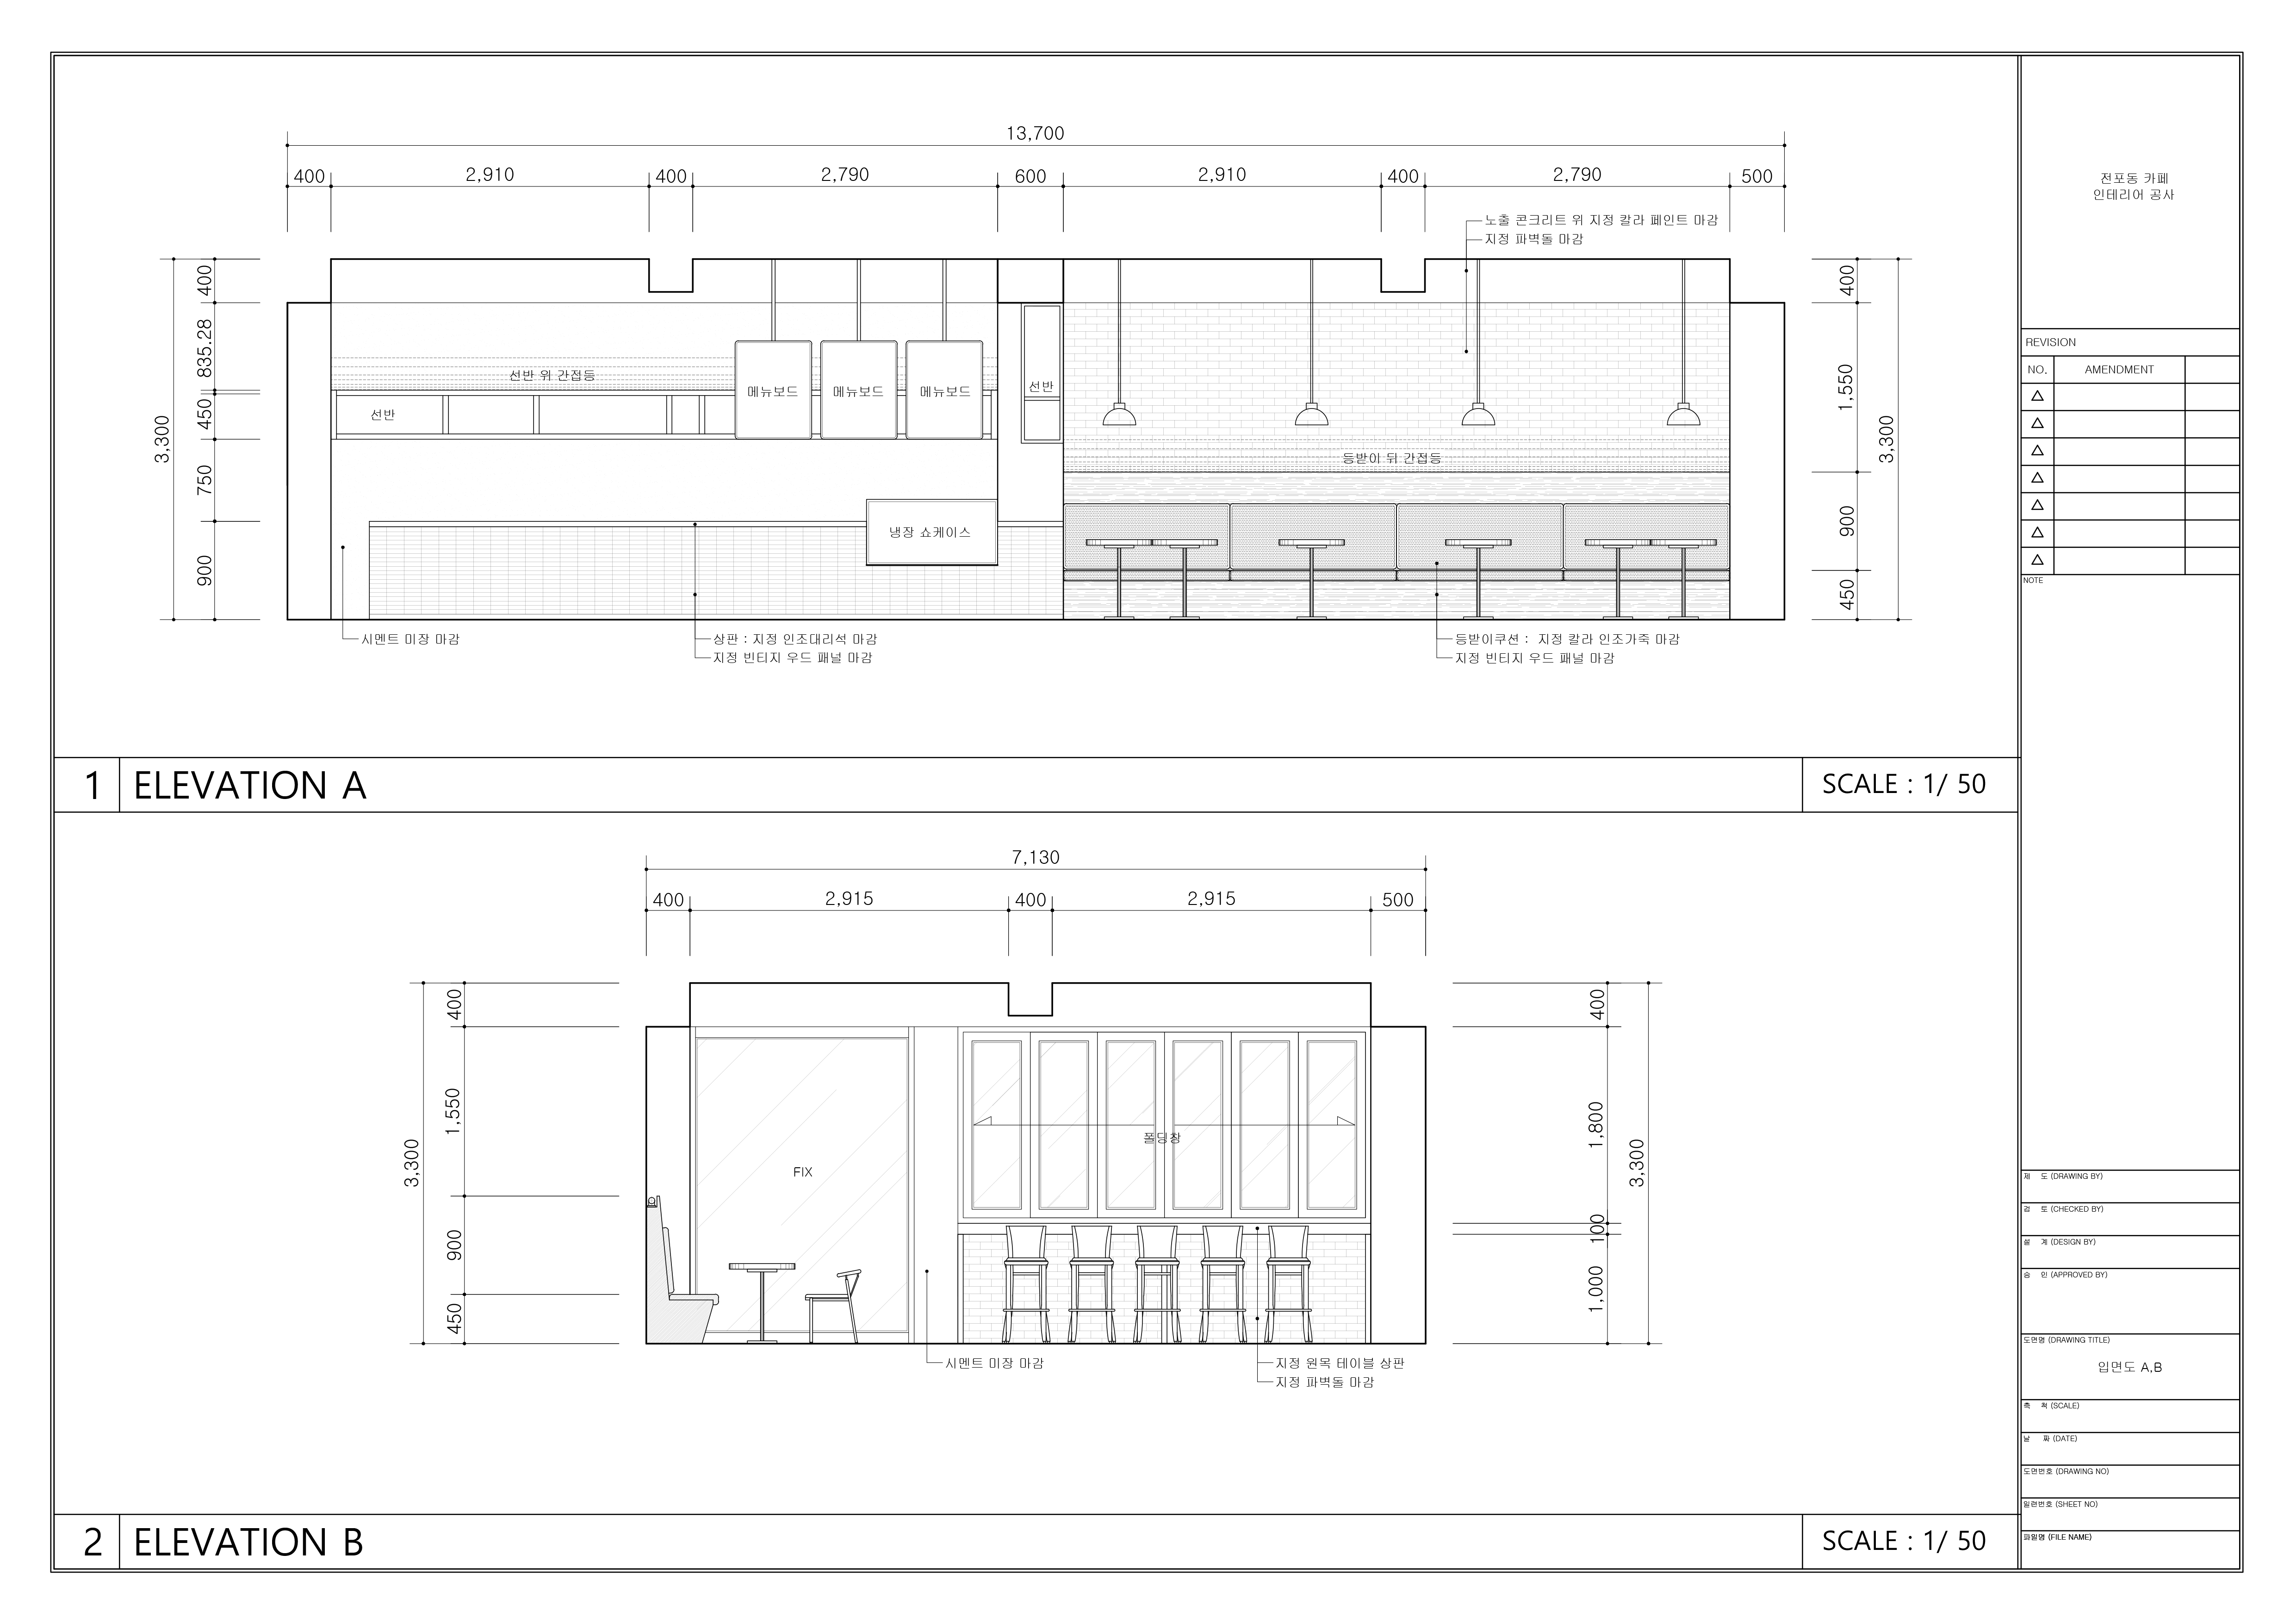 13,700
400
2,910
400
2,790
600
2,910
400
2,790
500
노출 콘크리트 위 지정 칼라 페인트 마감
지정 파벽돌 마감
3,300
400
835.28
450
750
900
선반 위 간접등
선반
메뉴보드
메뉴보드
메뉴보드
선반
냉장 쇼케이스
등받이 뒤 간접등
400
1,550
900
450
3,300
시멘트 미장 마감
상판 : 지정 인조대리석 마감
지정 빈티지 우드 패널 마감
등받이쿠션 : 지정 칼라 인조가죽 마감
지정 빈티지 우드 패널 마감
1 ELEVATION A
SCALE : 1/ 50
7,130
400
2,915
400
2,915
500
3,300
400
1,550
900
450
FIX
폴딩창
400
1,800
100
1,000
3,300
시멘트 미장 마감
지정 원목 테이블 상판
지정 파벽돌 마감
2 ELEVATION B
SCALE : 1/ 50
전포동 카페
인테리어 공사
REVISION
NO. AMENDMENT
NOTE
제 도 (DRAWING BY)
검 토 (CHECKED BY)
설 계 (DESIGN BY)
승 인 (APPROVED BY)
도면명 (DRAWING TITLE)
입면도 A,B
축 척 (SCALE)
날 짜 (DATE)
도면번호 (DRAWING NO)
일련번호 (SHEET NO)
파일명 (FILE NAME)